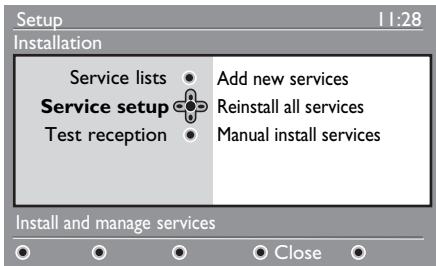 Setup 11:28
Installation
Service lists Add new services
Service setup Reinstall all services
Test reception Manual install services
Install and manage services
Close